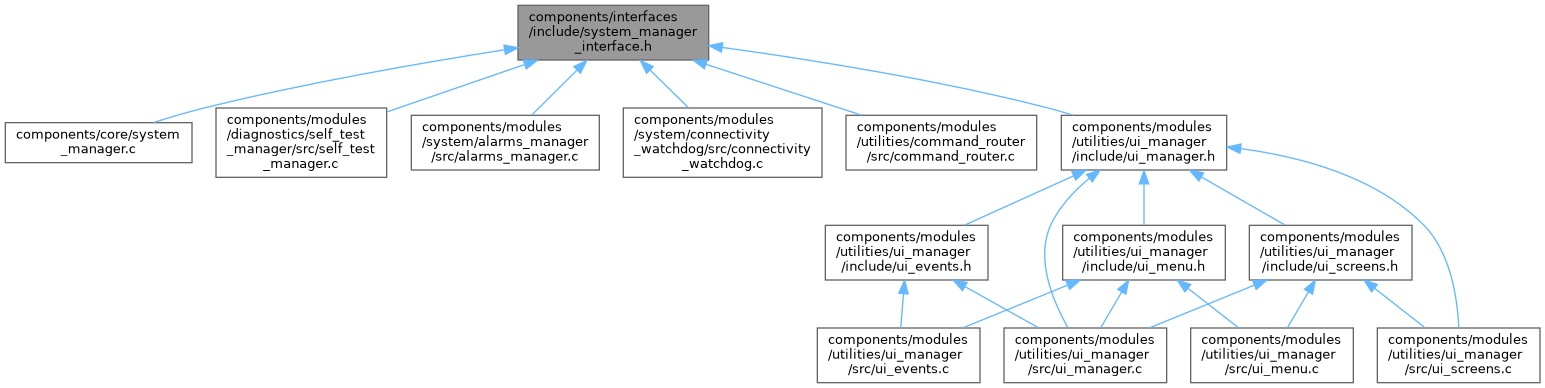 components/interfaces
/include/system_manager
_interface.h
components/core/system
_manager.c
components/modules
/diagnostics/self_test
_manager/src/self_test
_manager.c
components/modules
/system/alarms_manager
/src/alarms_manager.c
components/modules
/system/connectivity
_watchdog/src/connectivity
_watchdog.c
components/modules
/utilities/command_router
/src/command_router.c
components/modules
/utilities/ui_manager
/include/ui_manager.h
components/modules
/utilities/ui_manager
/include/ui_events.h
components/modules
/utilities/ui_manager
/include/ui_menu.h
components/modules
/utilities/ui_manager
/include/ui_screens.h
components/modules
/utilities/ui_manager
/src/ui_events.c
components/modules
/utilities/ui_manager
/src/ui_manager.c
components/modules
/utilities/ui_manager
/src/ui_menu.c
components/modules
/utilities/ui_manager
/src/ui_screens.c